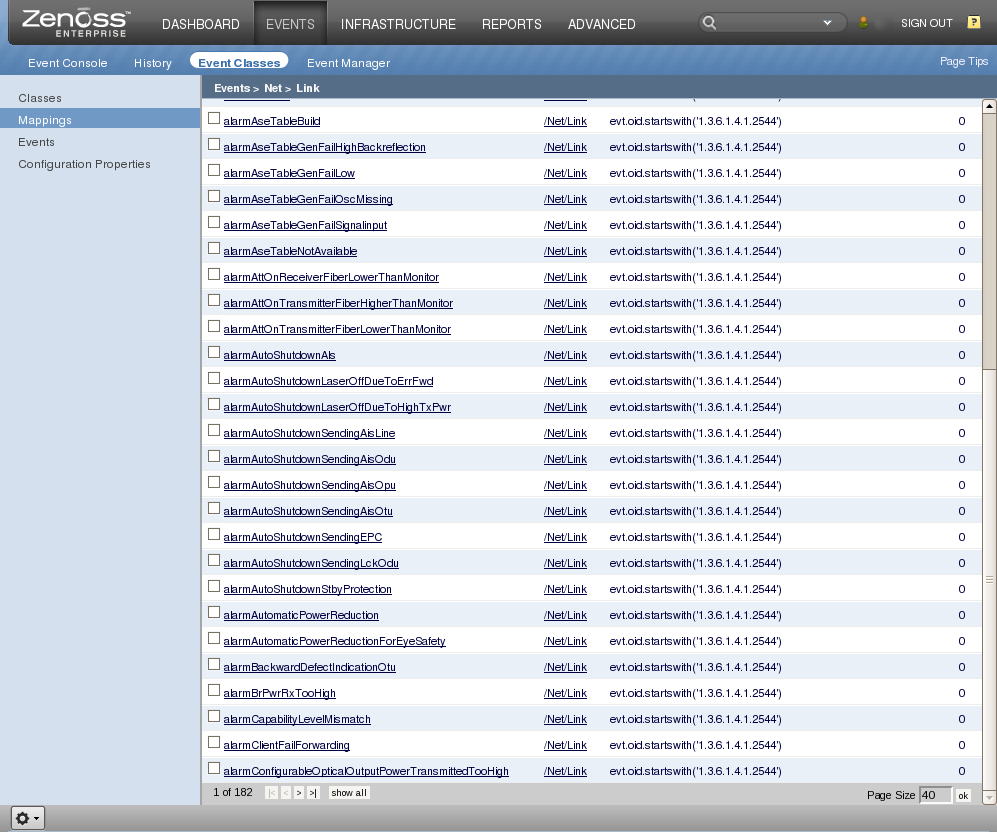 Zenoss™
ENTERPRISE
DASHBOARD EVENTS INFRASTRUCTURE REPORTS ADVANCED SIGN OUT ?
Event Console History Event Classes Event Manager Page Tips
Events > Net > Link
Classes
Mappings
Events
Configuration Properties
alarmAseTableBuild /Net/Link evt.oid.startswith('1.3.6.1.4.1.2544') 0
alarmAseTableGenFailHighBackreflection /Net/Link evt.oid.startswith('1.3.6.1.4.1.2544') 0
alarmAseTableGenFailLow /Net/Link evt.oid.startswith('1.3.6.1.4.1.2544') 0
alarmAseTableGenFailOscMissing /Net/Link evt.oid.startswith('1.3.6.1.4.1.2544') 0
alarmAseTableGenFailSignalinput /Net/Link evt.oid.startswith('1.3.6.1.4.1.2544') 0
alarmAseTableNotAvailable /Net/Link evt.oid.startswith('1.3.6.1.4.1.2544') 0
alarmAttOnReceiverFiberLowerThanMonitor /Net/Link evt.oid.startswith('1.3.6.1.4.1.2544') 0
alarmAttOnTransmitterFiberHigherThanMonitor /Net/Link evt.oid.startswith('1.3.6.1.4.1.2544') 0
alarmAttOnTransmitterFiberLowerThanMonitor /Net/Link evt.oid.startswith('1.3.6.1.4.1.2544') 0
alarmAutoShutdownAls /Net/Link evt.oid.startswith('1.3.6.1.4.1.2544') 0
alarmAutoShutdownLaserOffDueToErrFwd /Net/Link evt.oid.startswith('1.3.6.1.4.1.2544') 0
alarmAutoShutdownLaserOffDueToHighTxPwr /Net/Link evt.oid.startswith('1.3.6.1.4.1.2544') 0
alarmAutoShutdownSendingAisLine /Net/Link evt.oid.startswith('1.3.6.1.4.1.2544') 0
alarmAutoShutdownSendingAisOdu /Net/Link evt.oid.startswith('1.3.6.1.4.1.2544') 0
alarmAutoShutdownSendingAisOpu /Net/Link evt.oid.startswith('1.3.6.1.4.1.2544') 0
alarmAutoShutdownSendingAisOtu /Net/Link evt.oid.startswith('1.3.6.1.4.1.2544') 0
alarmAutoShutdownSendingEPC /Net/Link evt.oid.startswith('1.3.6.1.4.1.2544') 0
alarmAutoShutdownSendingLckOdu /Net/Link evt.oid.startswith('1.3.6.1.4.1.2544') 0
alarmAutoShutdownStbyProtection /Net/Link evt.oid.startswith('1.3.6.1.4.1.2544') 0
alarmAutomaticPowerReduction /Net/Link evt.oid.startswith('1.3.6.1.4.1.2544') 0
alarmAutomaticPowerReductionForEyeSafety /Net/Link evt.oid.startswith('1.3.6.1.4.1.2544') 0
alarmBackwardDefectIndicationOtu /Net/Link evt.oid.startswith('1.3.6.1.4.1.2544') 0
alarmBrPwrRxTooHigh /Net/Link evt.oid.startswith('1.3.6.1.4.1.2544') 0
alarmCapabilityLevelMismatch /Net/Link evt.oid.startswith('1.3.6.1.4.1.2544') 0
alarmClientFailForwarding /Net/Link evt.oid.startswith('1.3.6.1.4.1.2544') 0
alarmConfigurableOpticalOutputPowerTransmittedTooHigh /Net/Link evt.oid.startswith('1.3.6.1.4.1.2544') 0
1 of 182 |< < > >| show all Page Size 40 ok